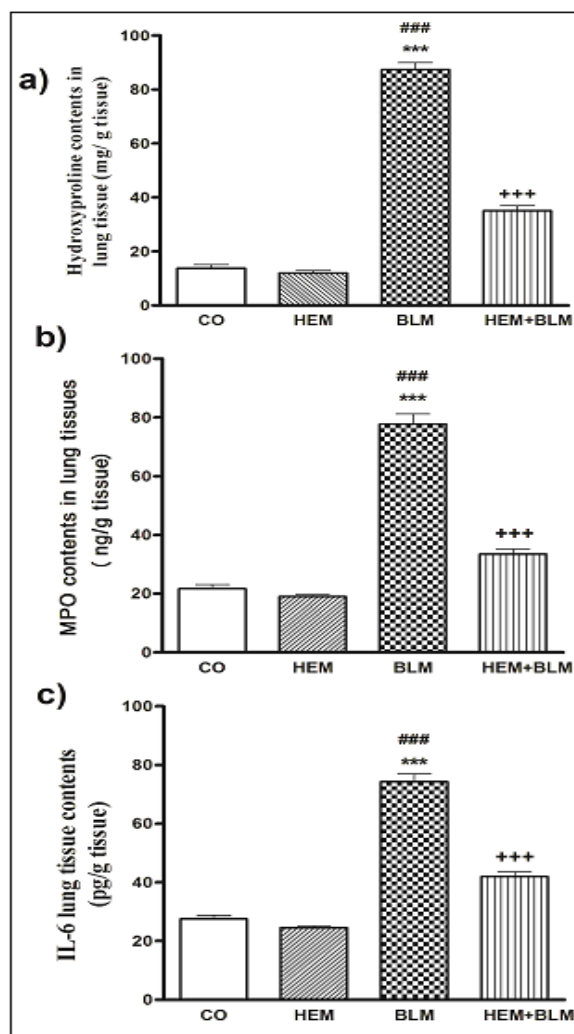 a)
Hydroxyproline contents in
lung tissue (mg/ g tissue)
100
80
60
40
20
0
###
***
+++
CO HEM BLM HEM+BLM
b)
MPO contents in lung tissues
( ng/g tissue)
100
80
60
40
20
0
###
***
+++
CO HEM BLM HEM+BLM
c)
IL-6 lung tissue contents
(pg/g tissue)
100
80
60
40
20
0
###
***
+++
CO HEM BLM HEM+BLM